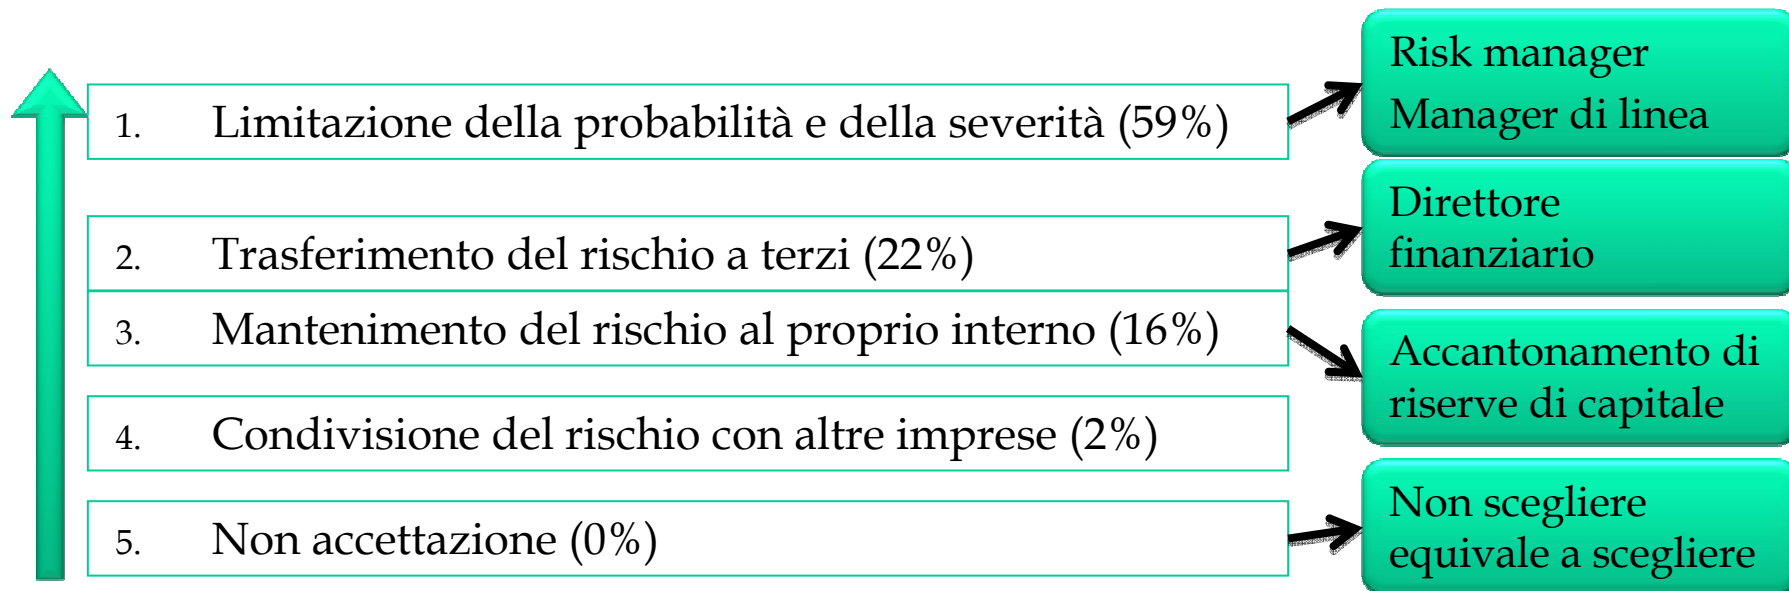 1. Limitazione della probabilità e della severità (59%)
Risk manager
Manager di linea
2. Trasferimento del rischio a terzi (22%)
Direttore
finanziario
3. Mantenimento del rischio al proprio interno (16%)
Accantonamento di
riserve di capitale
4. Condivisione del rischio con altre imprese (2%)
5. Non accettazione (0%)
Non scegliere
equivale a scegliere